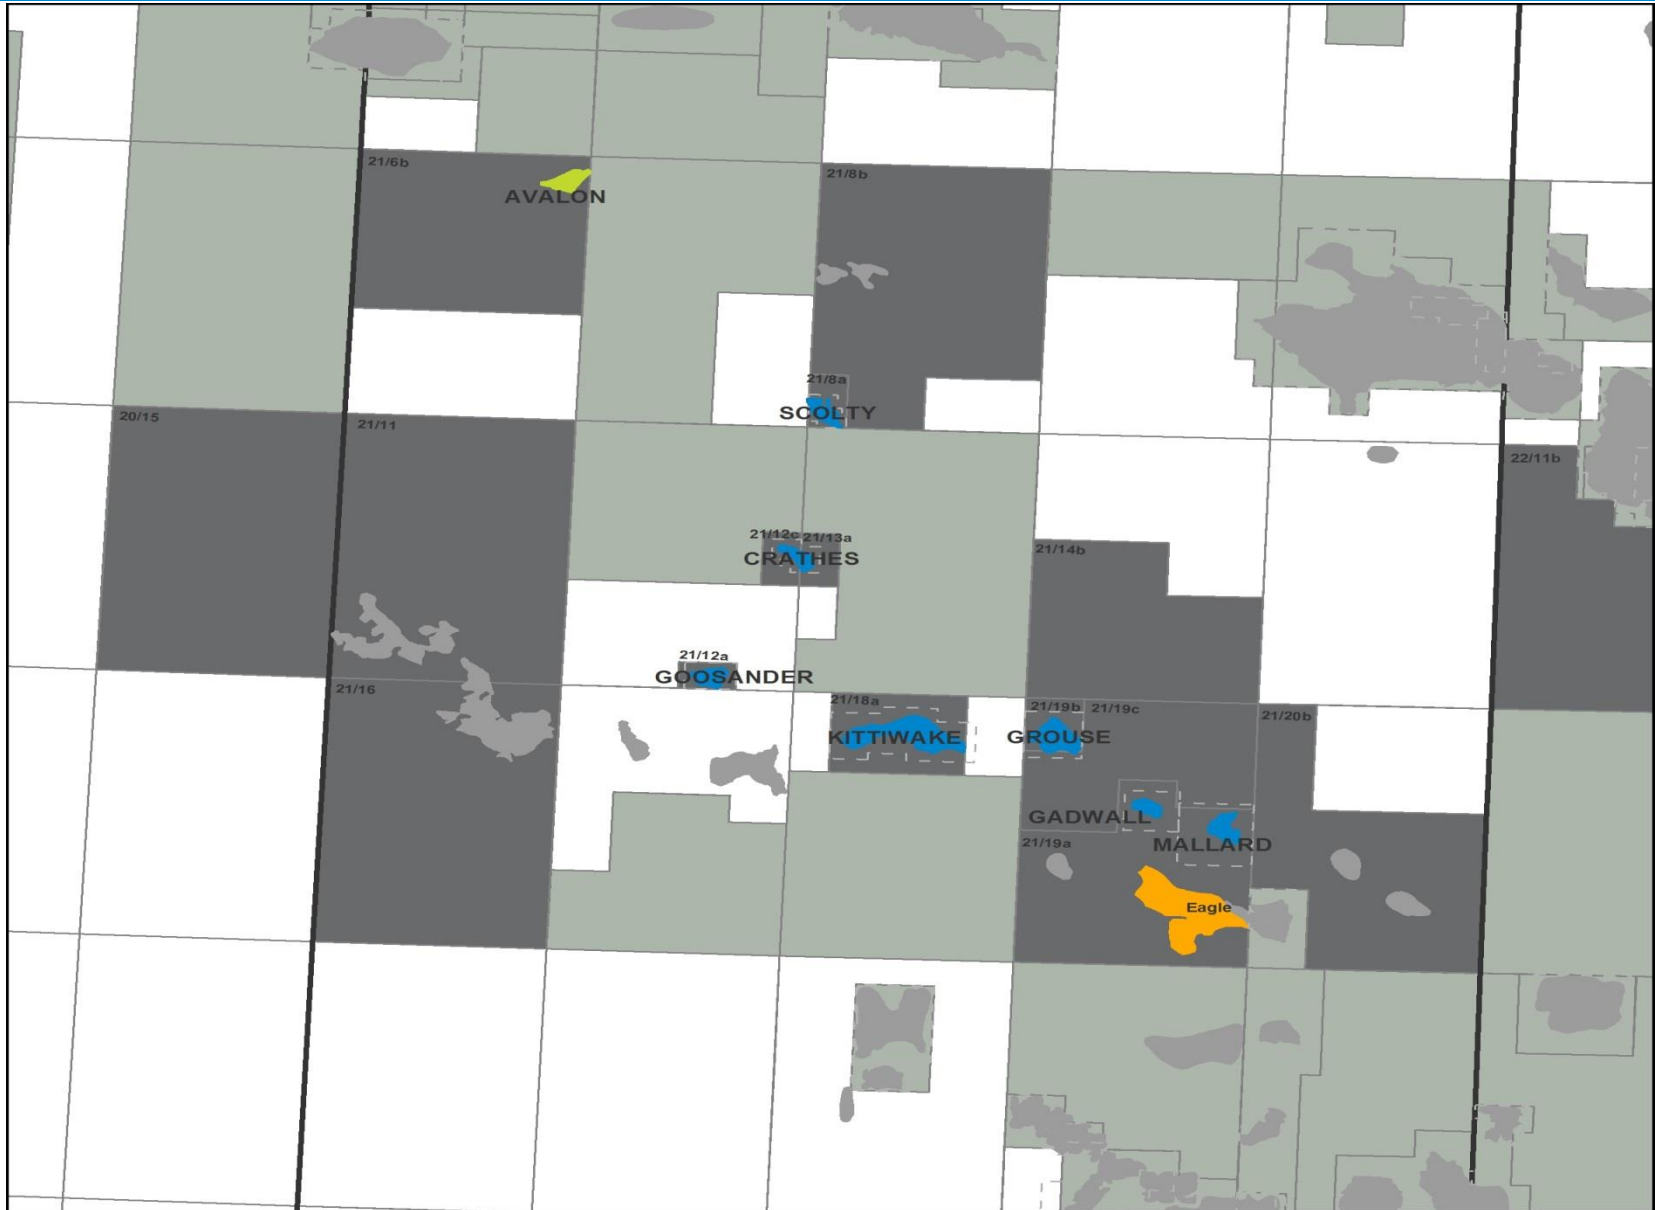 21/6b
AVALON
21/8b
21/8a
SCOLTY
20/15
21/11
22/11b
21/12c 21/13a
CRATHES
21/14b
21/12a
GOOSANDER
21/16
21/18a
KITTIWAKE
21/19b
21/19c
GROUSE
21/20b
GADWALL
MALLARD
21/19a
Eagle